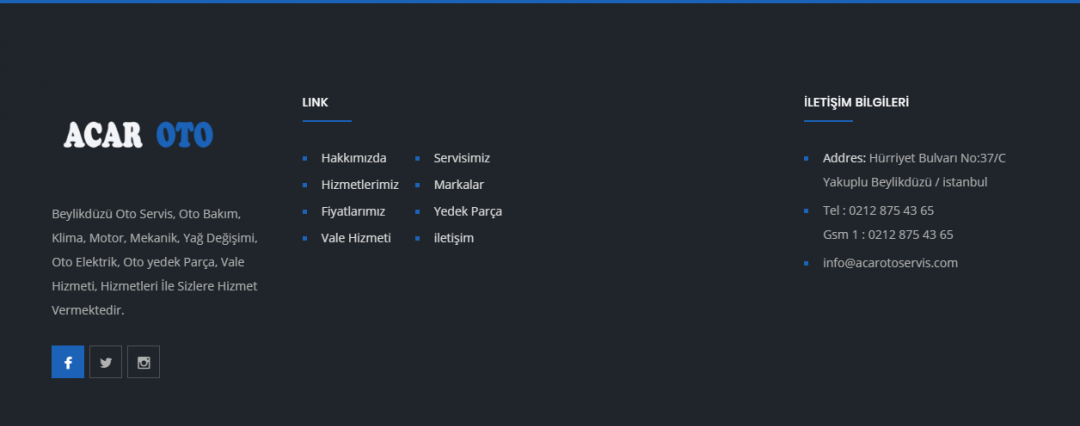 ACAR OTO
Beylikdüzü Oto Servis, Oto Bakım,
Klima, Motor, Mekanik, Yağ Değişimi,
Oto Elektrik, Oto yedek Parça, Vale
Hizmeti, Hizmetleri İle Sizlere Hizmet
Vermektedir.
LINK
Hakkımızda
Hizmetlerimiz
Fiyatlarımız
Vale Hizmeti
Servisimiz
Markalar
Yedek Parça
iletişim
İLETİŞİM BİLGİLERİ
Addres: Hürriyet Bulvarı No:37/C
Yakuplu Beylikdüzü / istanbul
Tel : 0212 875 43 65
Gsm 1 : 0212 875 43 65
info@acarotoservis.com